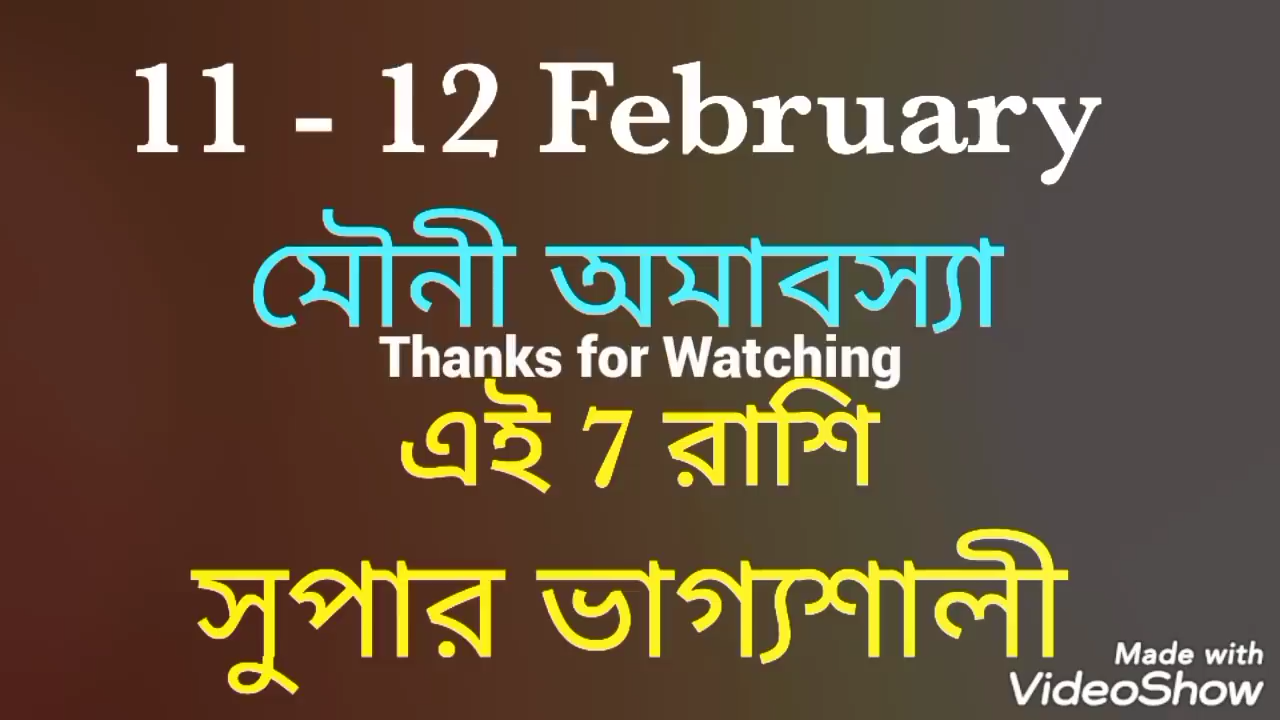 11 - 12 February
মৌনী অমাবস্যা
Thanks for Watching
এই 7 রাশি
সুপার ভাগ্যশালী
Made with
VideoShow